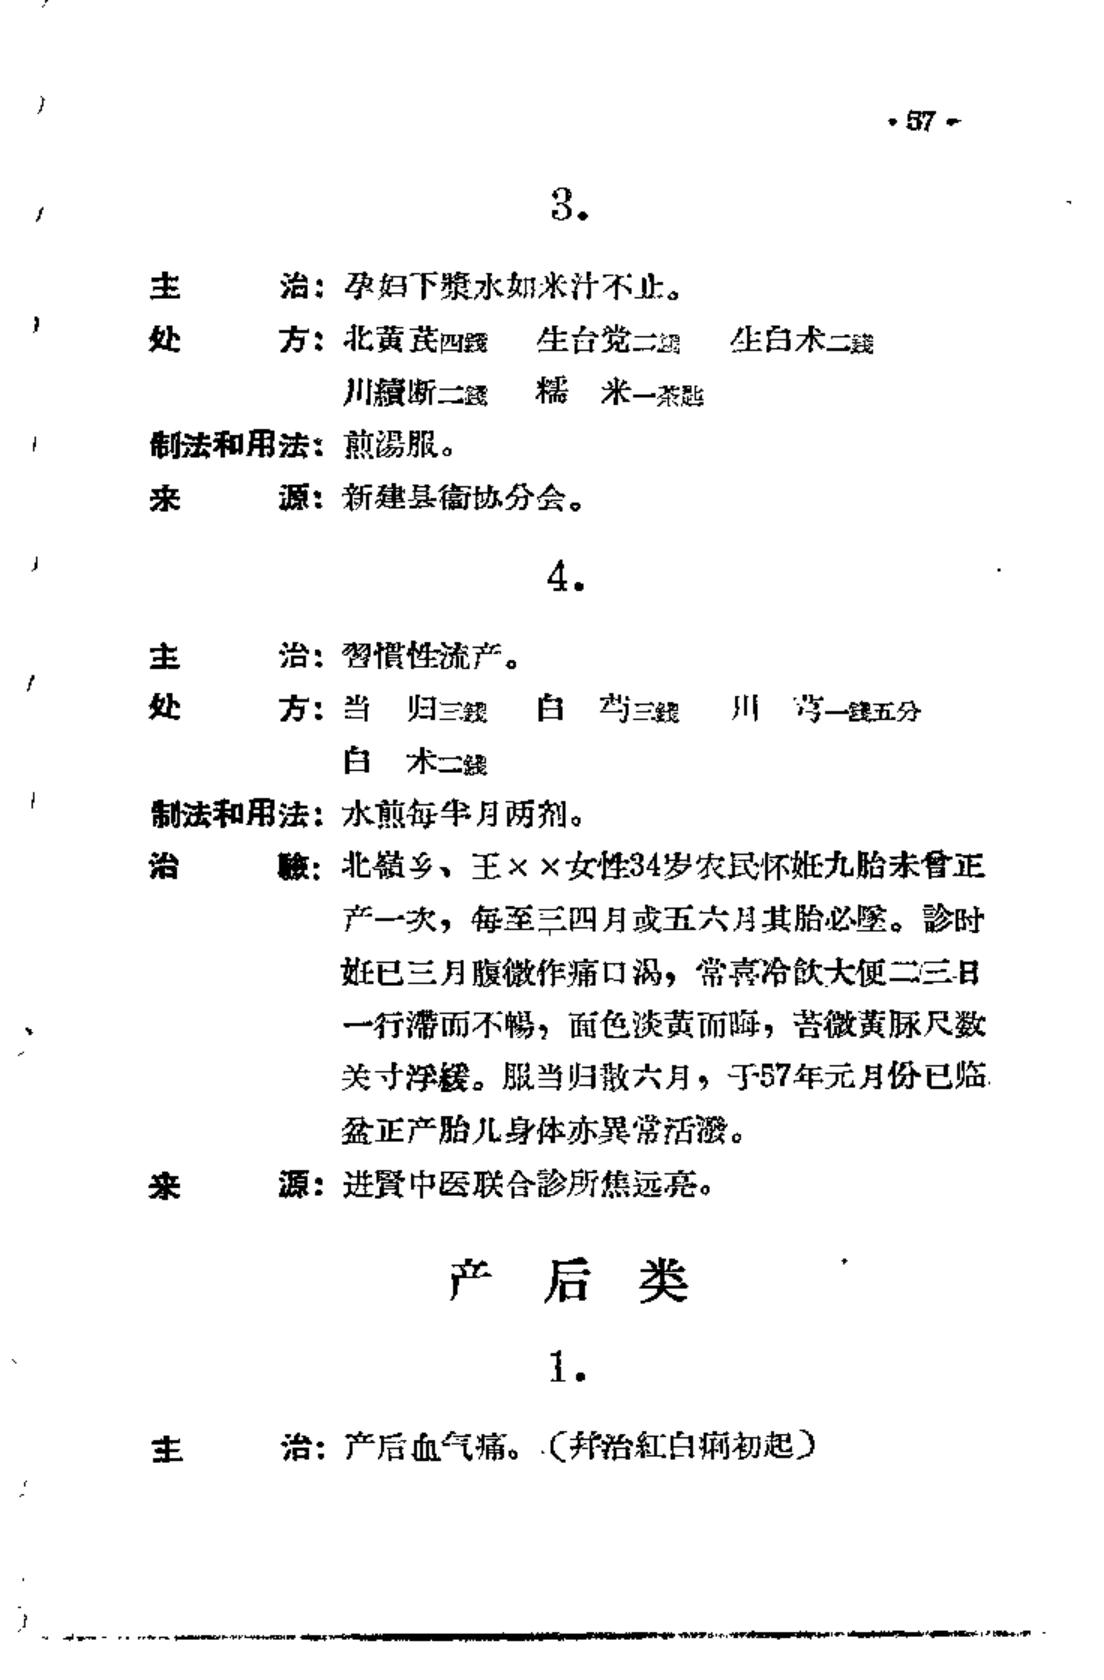 ·57·
3.
主　　治：孕妇下漿水如米汁不止。
处　　方：北黃芪四錢　生台党二錢　生白术二錢
川續断二錢　糯　米一茶匙
制法和用法：煎湯服。
来　　源：新建县衞协分会。
4.
主　　治：習慣性流产。
处　　方：当　归三錢　白　芍三錢　川　芎一錢五分
白　术二錢
制法和用法：水煎每半月两剂。
治　　驗：北嶺乡、王××女性34岁农民怀妊九胎未曾正
产一次，每至三四月或五六月其胎必墜。診时
妊已三月腹微作痛口渴，常喜冷飲大便二三日
一行滯而不暢，面色淡黃而晦，苔微黃脉尺数
关寸浮緩。服当归散六月，于57年元月份已临
盆正产胎儿身体亦異常活潑。
来　　源：进賢中医联合診所焦远亮。
产　后　类
1.
主　　治：产后血气痛。（幷治紅白痢初起）